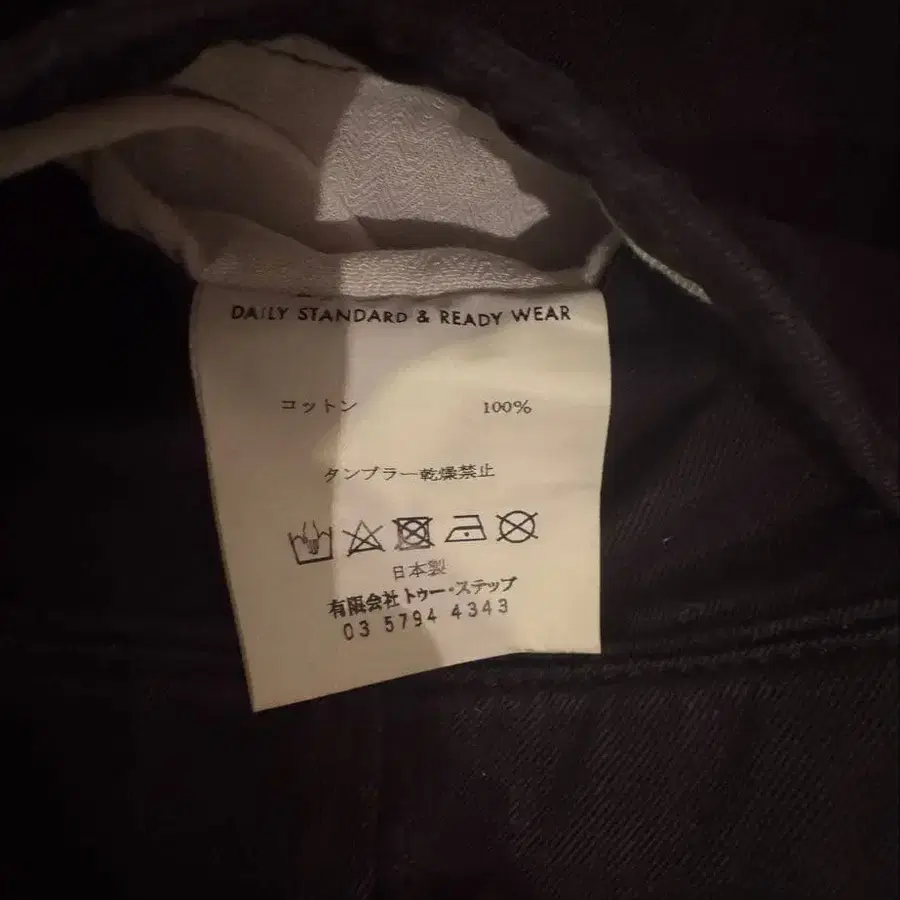 DAILY STANDARD & READY WEAR
コットン 100%
タンブラー乾燥禁止
日本製
有限会社トゥー・ステップ
03 5794 4343